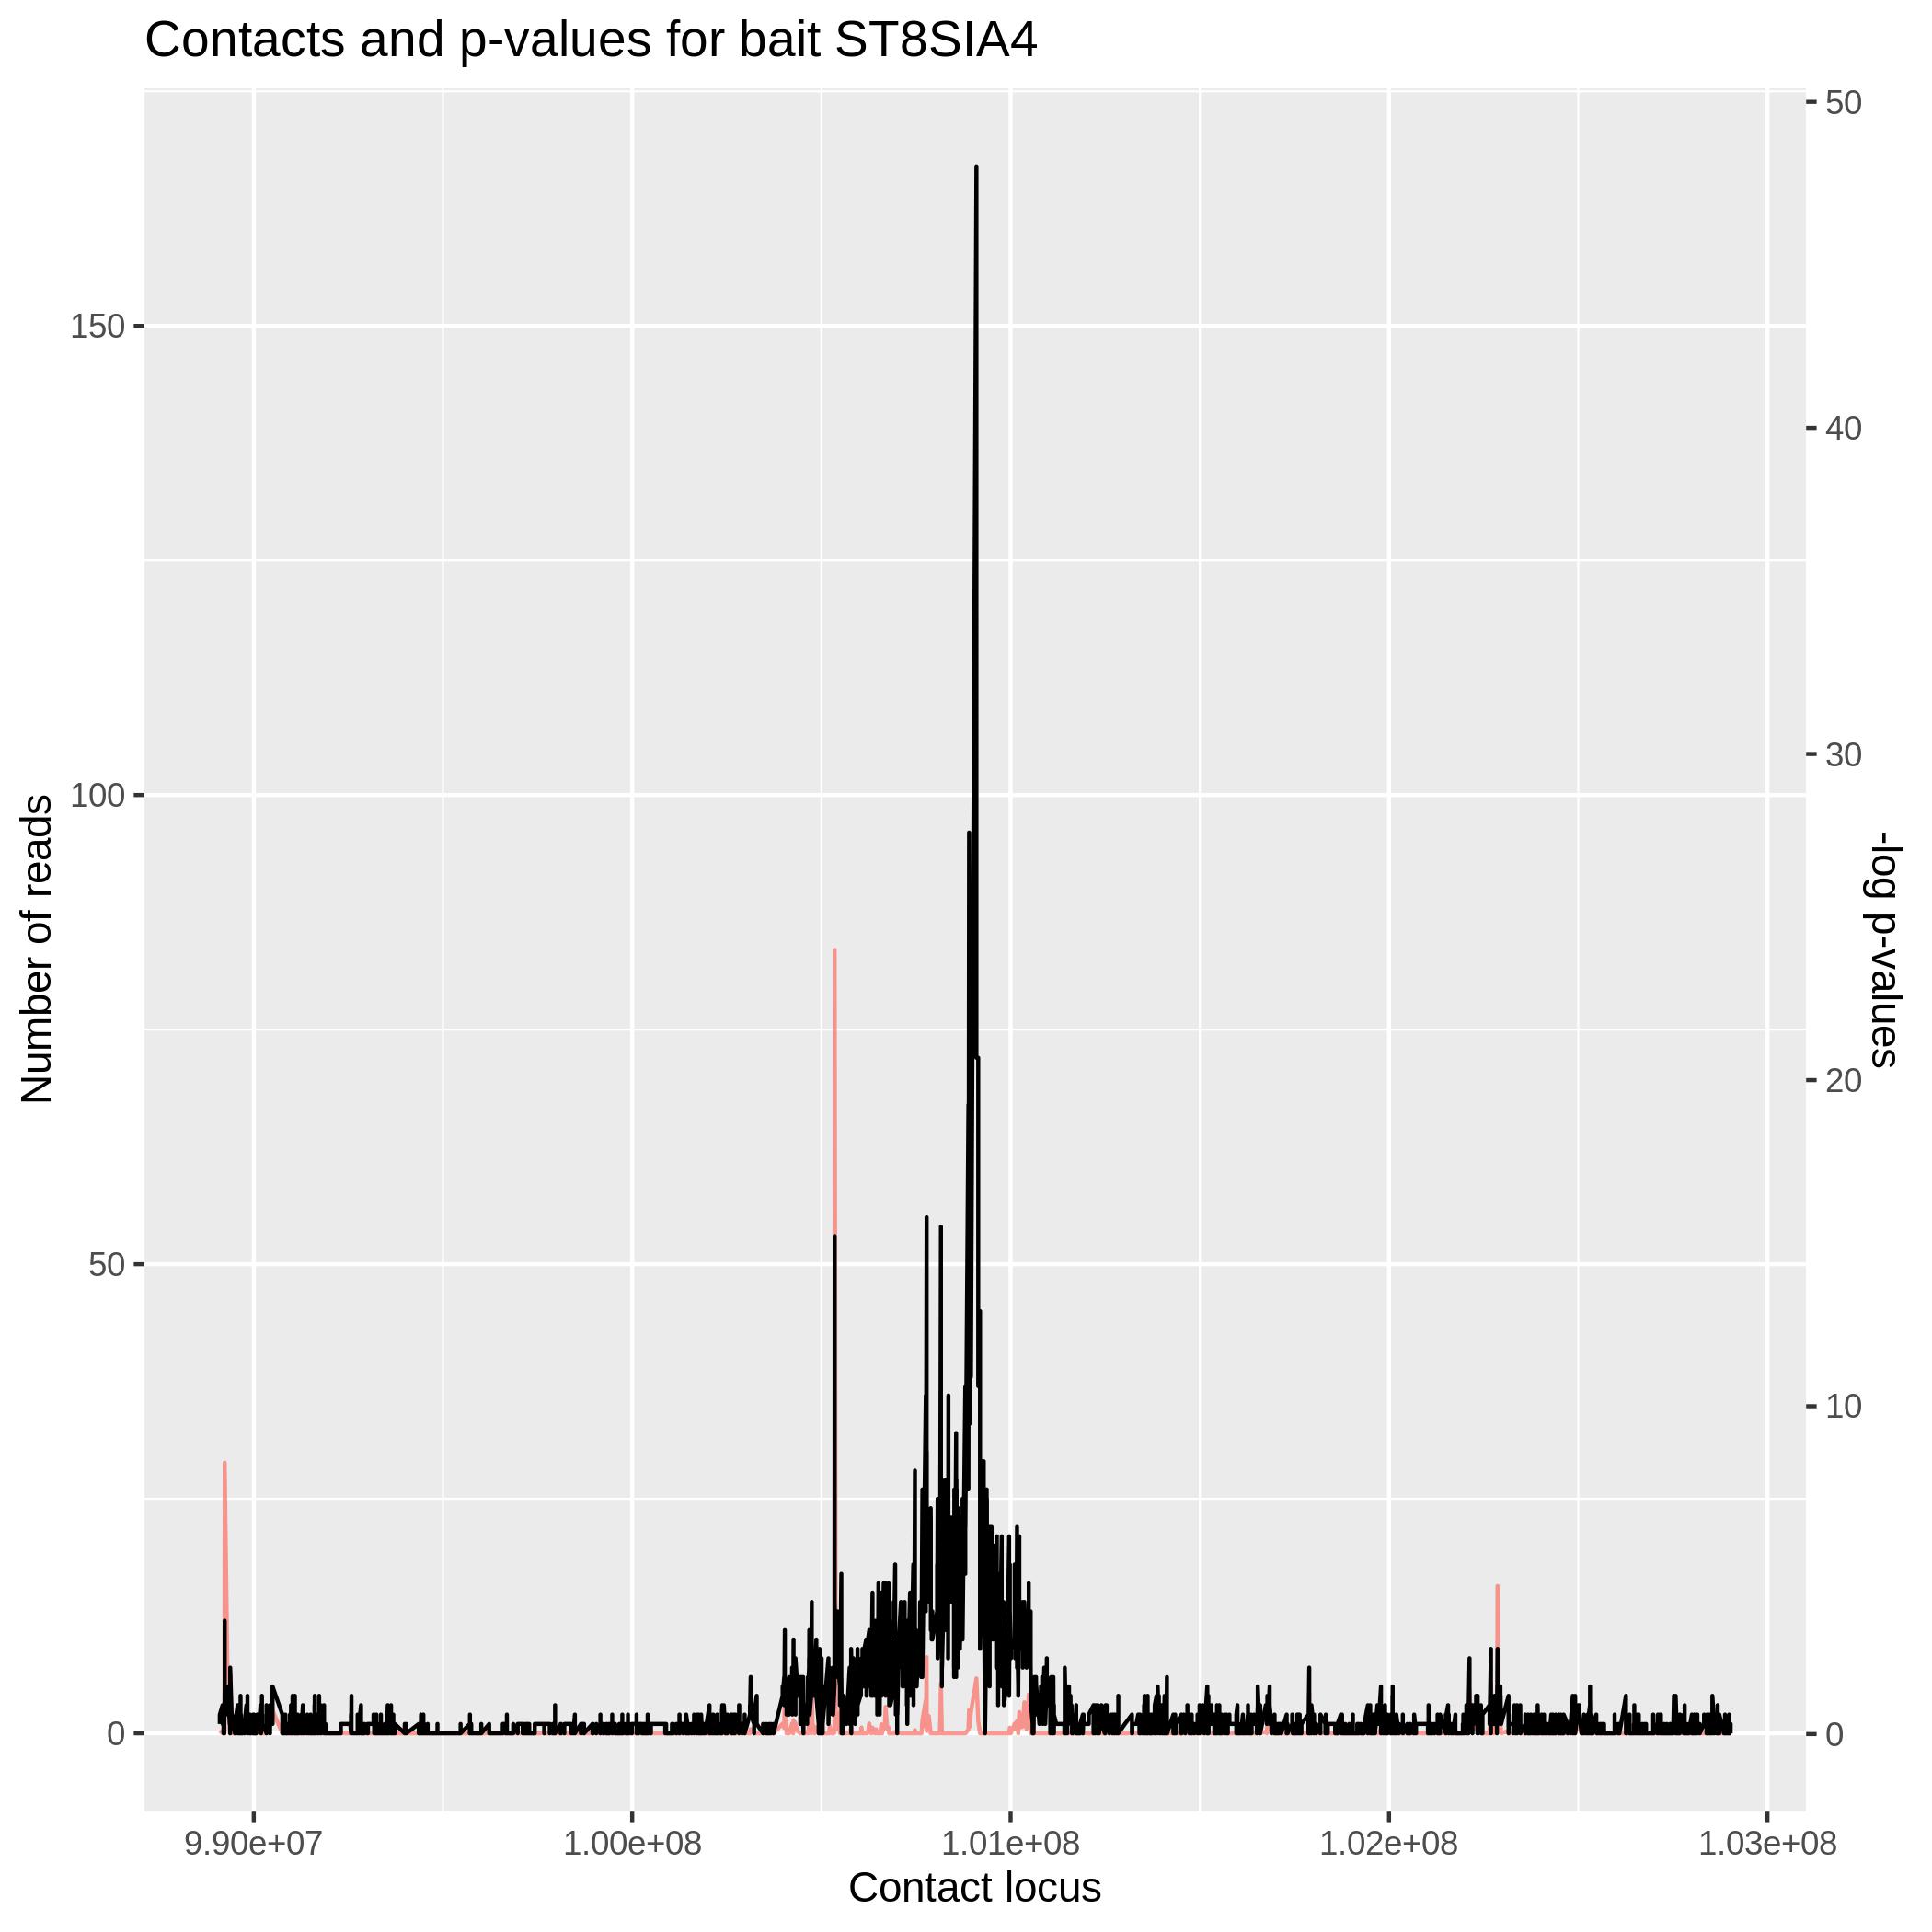 Contacts and p-values for bait ST8SIA4
Number of reads
150
100
50
0
50
40
30
20
10
0
-log p-values
9.90e+07
1.00e+08
1.01e+08
1.02e+08
1.03e+08
Contact locus